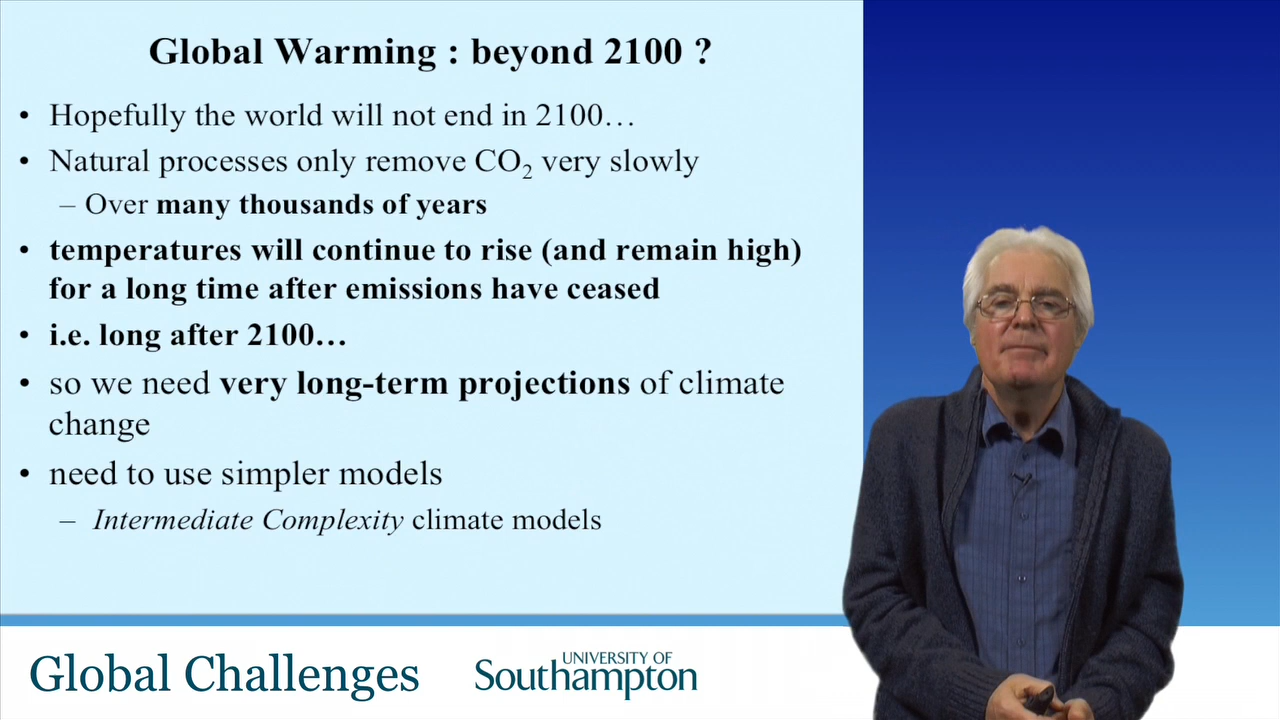 Global Warming : beyond 2100 ?
• Hopefully the world will not end in 2100…
• Natural processes only remove CO₂ very slowly
– Over many thousands of years
• temperatures will continue to rise (and remain high)
for a long time after emissions have ceased
• i.e. long after 2100…
• so we need very long-term projections of climate
change
• need to use simpler models
– Intermediate Complexity climate models
Global Challenges
UNIVERSITY OF
Southampton